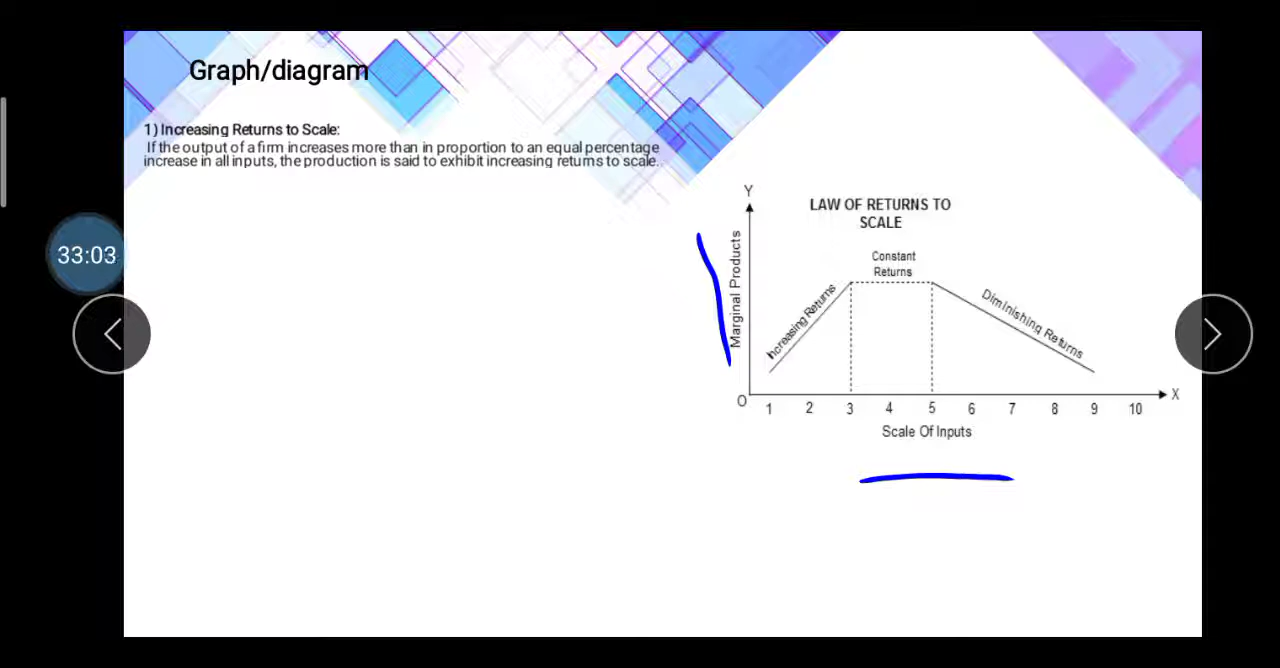 Graph/diagram
1) Increasing Returns to Scale:
If the output of a firm increases more than in proportion to an equal percentage
increase in all inputs, the production is said to exhibit increasing returns to scale.
33:03
Y
LAW OF RETURNS TO
SCALE
Marginal Products
Constant
Returns
Increasing Returns
Diminishing Returns
O
X
1 2 3 4 5 6 7 8 9 10
Scale Of Inputs